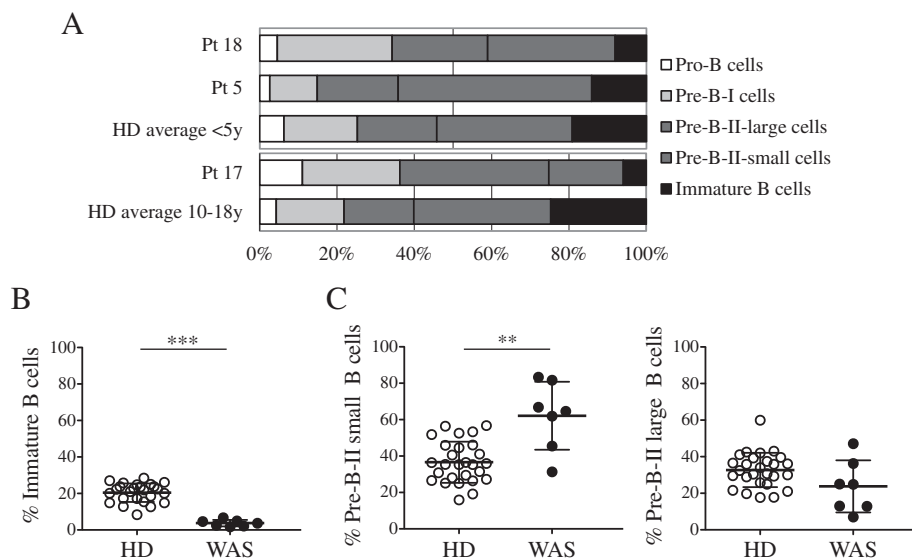 A
Pt 18
Pt 5
HD average <5y
Pt 17
HD average 10-18y
0% 20% 40% 60% 80% 100%
Pro-B cells
Pre-B-I cells
Pre-B-II-large cells
Pre-B-II-small cells
Immature B cells
B
% Immature B cells
100
80
60
40
20
0
***
HD WAS
C
% Pre-B-II small B cells
100
80
60
40
20
0
**
HD WAS
% Pre-B-II large B cells
100
80
60
40
20
0
HD WAS